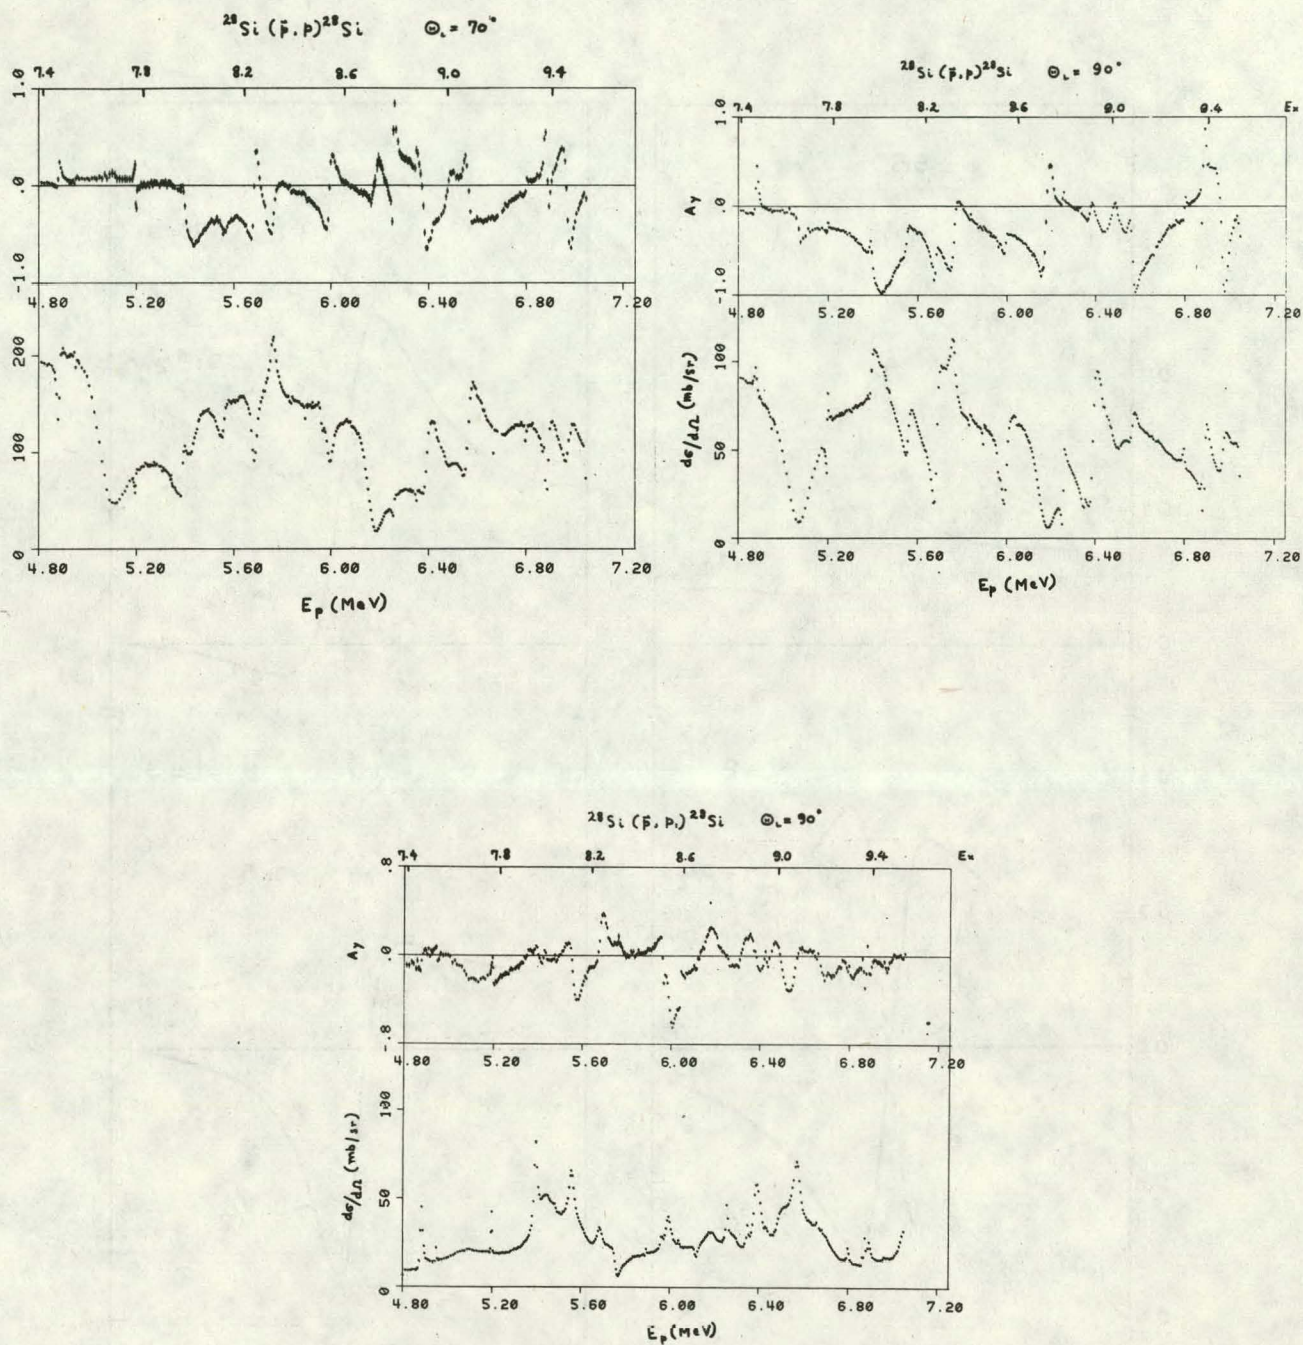 ²⁸Si (p̄, p) ²⁸Si Θ_L = 70°
7.4 7.8 8.2 8.6 9.0 9.4
1.0
.0
-1.0
4.80 5.20 5.60 6.00 6.40 6.80 7.20
200
100
0
4.80 5.20 5.60 6.00 6.40 6.80 7.20
E_p (MeV)
²⁸Si (p̄, p) ²⁸Si Θ_L = 90°
7.4 7.8 8.2 8.6 9.0 9.4 Ex
1.0
.0
-1.0
Ay
4.80 5.20 5.60 6.00 6.40 6.80 7.20
100
50
0
dσ/dΩ (mb/sr)
4.80 5.20 5.60 6.00 6.40 6.80 7.20
E_p (MeV)
²⁸Si (p̄, p₁) ²⁸Si Θ_L = 90°
7.4 7.8 8.2 8.6 9.0 9.4 Ex
.8
.0
-.8
Ay
4.80 5.20 5.60 6.00 6.40 6.80 7.20
100
50
0
dσ/dΩ (mb/sr)
4.80 5.20 5.60 6.00 6.40 6.80 7.20
E_p (MeV)